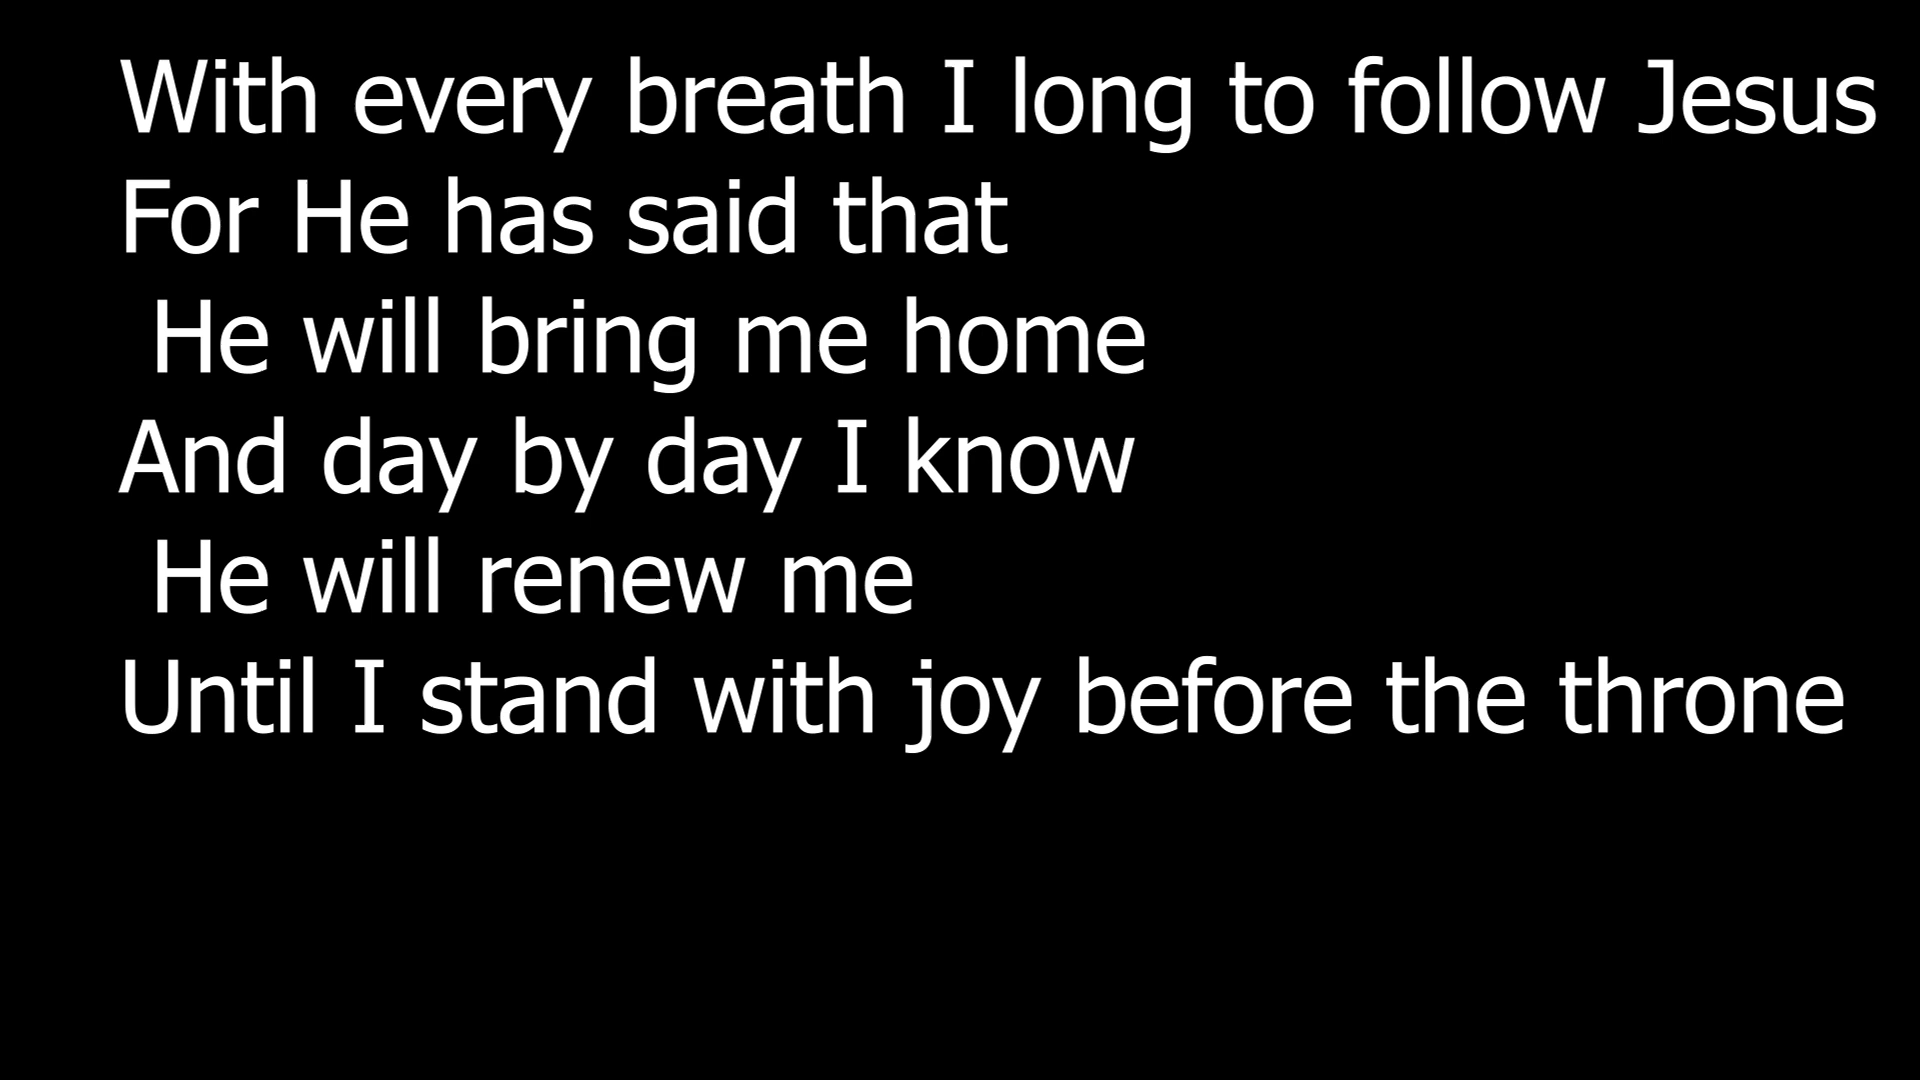 With every breath I long to follow Jesus
For He has said that
He will bring me home
And day by day I know
He will renew me
Until I stand with joy before the throne